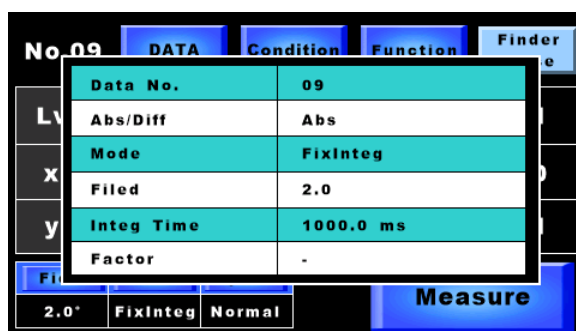 No.09 DATA Condition Function Finder
Data No. 09
Abs/Diff Abs
Mode FixInteg
Filed 2.0
Integ Time 1000.0 ms
Factor -
Measure
2.0° FixInteg Normal